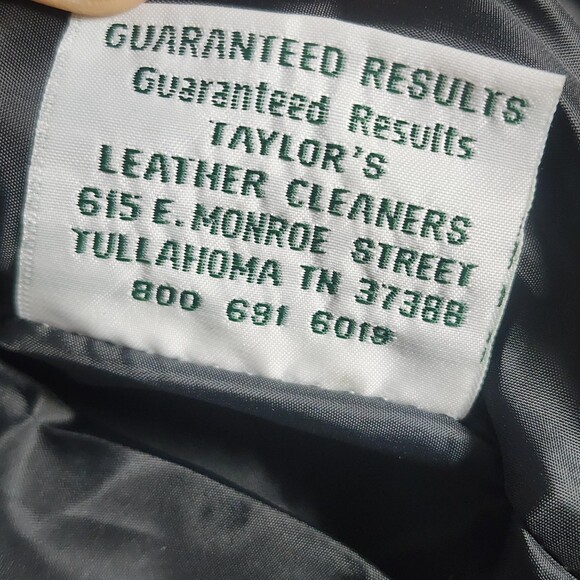 GUARANTEED RESULTS
Guaranteed Results
TAYLOR'S
LEATHER CLEANERS
615 E. MONROE STREET
TULLAHOMA TN 37388
800 691 6019